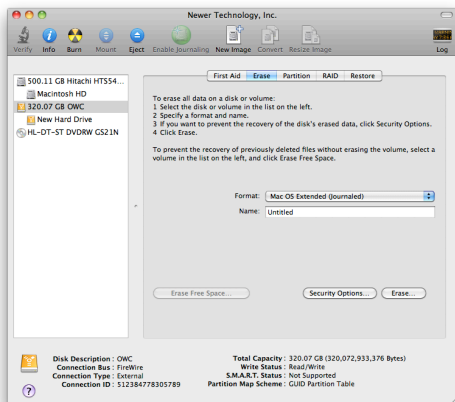 Newer Technology, Inc.
Verify Info Burn Mount Eject Enable Journaling New Image Convert Resize Image Log
500.11 GB Hitachi HTS54...
Macintosh HD
320.07 GB OWC
New Hard Drive
HL-DT-ST DVDRW GS21N
First Aid Erase Partition RAID Restore
To erase all data on a disk or volume:
1 Select the disk or volume in the list on the left.
2 Specify a format and name.
3 If you want to prevent the recovery of the disk's erased data, click Security Options.
4 Click Erase.
To prevent the recovery of previously deleted files without erasing the volume, select a
volume in the list on the left, and click Erase Free Space.
Format: Mac OS Extended (Journaled)
Name: Untitled
Erase Free Space... Security Options... Erase...
Disk Description : OWC Total Capacity : 320.07 GB (320,072,933,376 Bytes)
Connection Bus : FireWire Write Status : Read/Write
Connection Type : External S.M.A.R.T. Status : Not Supported
Connection ID : 512384778305789 Partition Map Scheme : GUID Partition Table
?